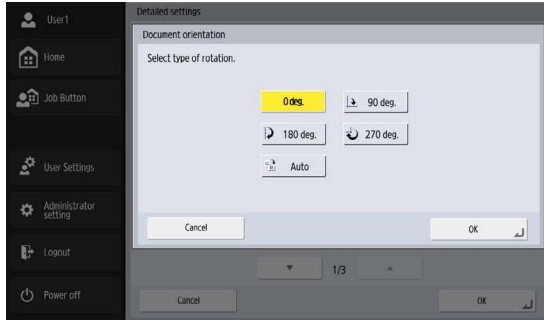 User1
Home
Job Button
User Settings
Administrator
setting
Logout
Power off
Detailed settings
Document orientation
Select type of rotation.
0 deg.
90 deg.
180 deg.
270 deg.
Auto
Cancel
OK
1/3
Cancel
OK